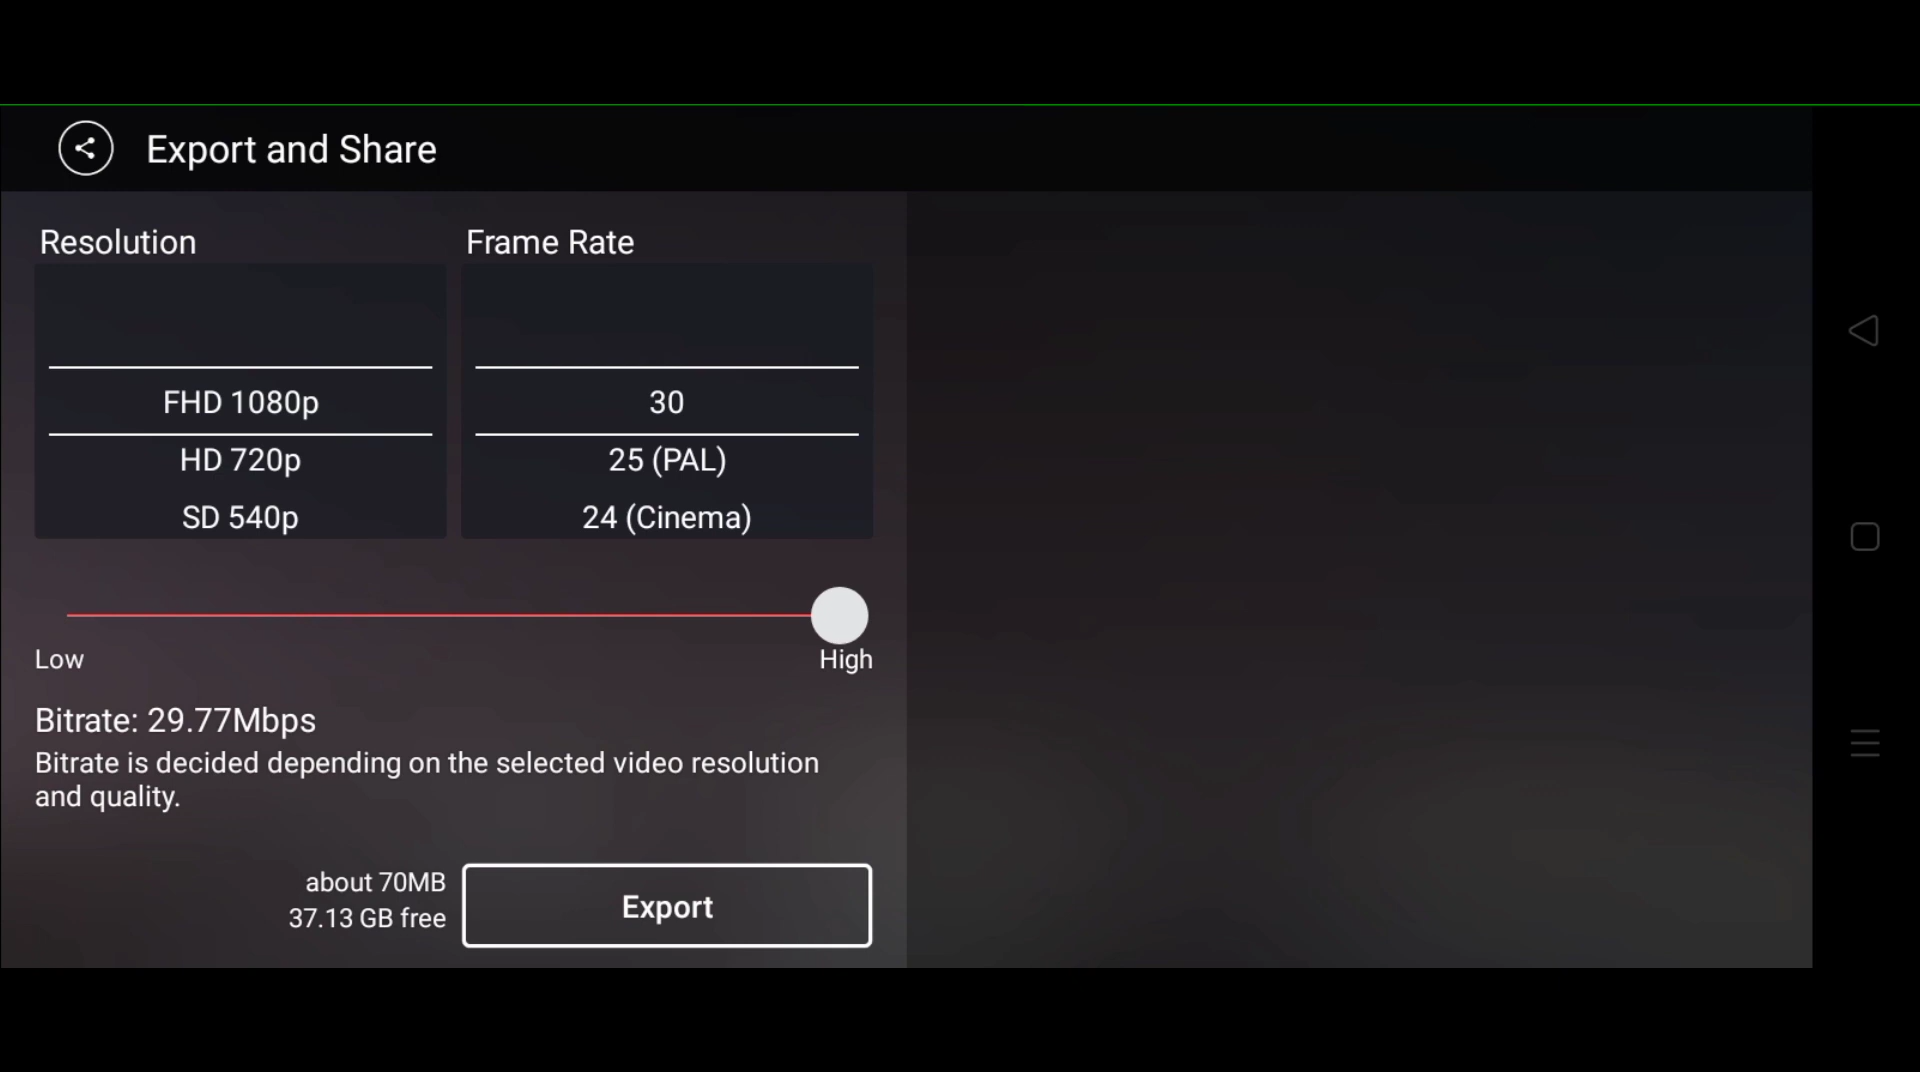 Export and Share
Resolution
Frame Rate
FHD 1080p
HD 720p
SD 540p
30
25 (PAL)
24 (Cinema)
Low
High
Bitrate: 29.77Mbps
Bitrate is decided depending on the selected video resolution
and quality.
about 70MB
37.13 GB free
Export